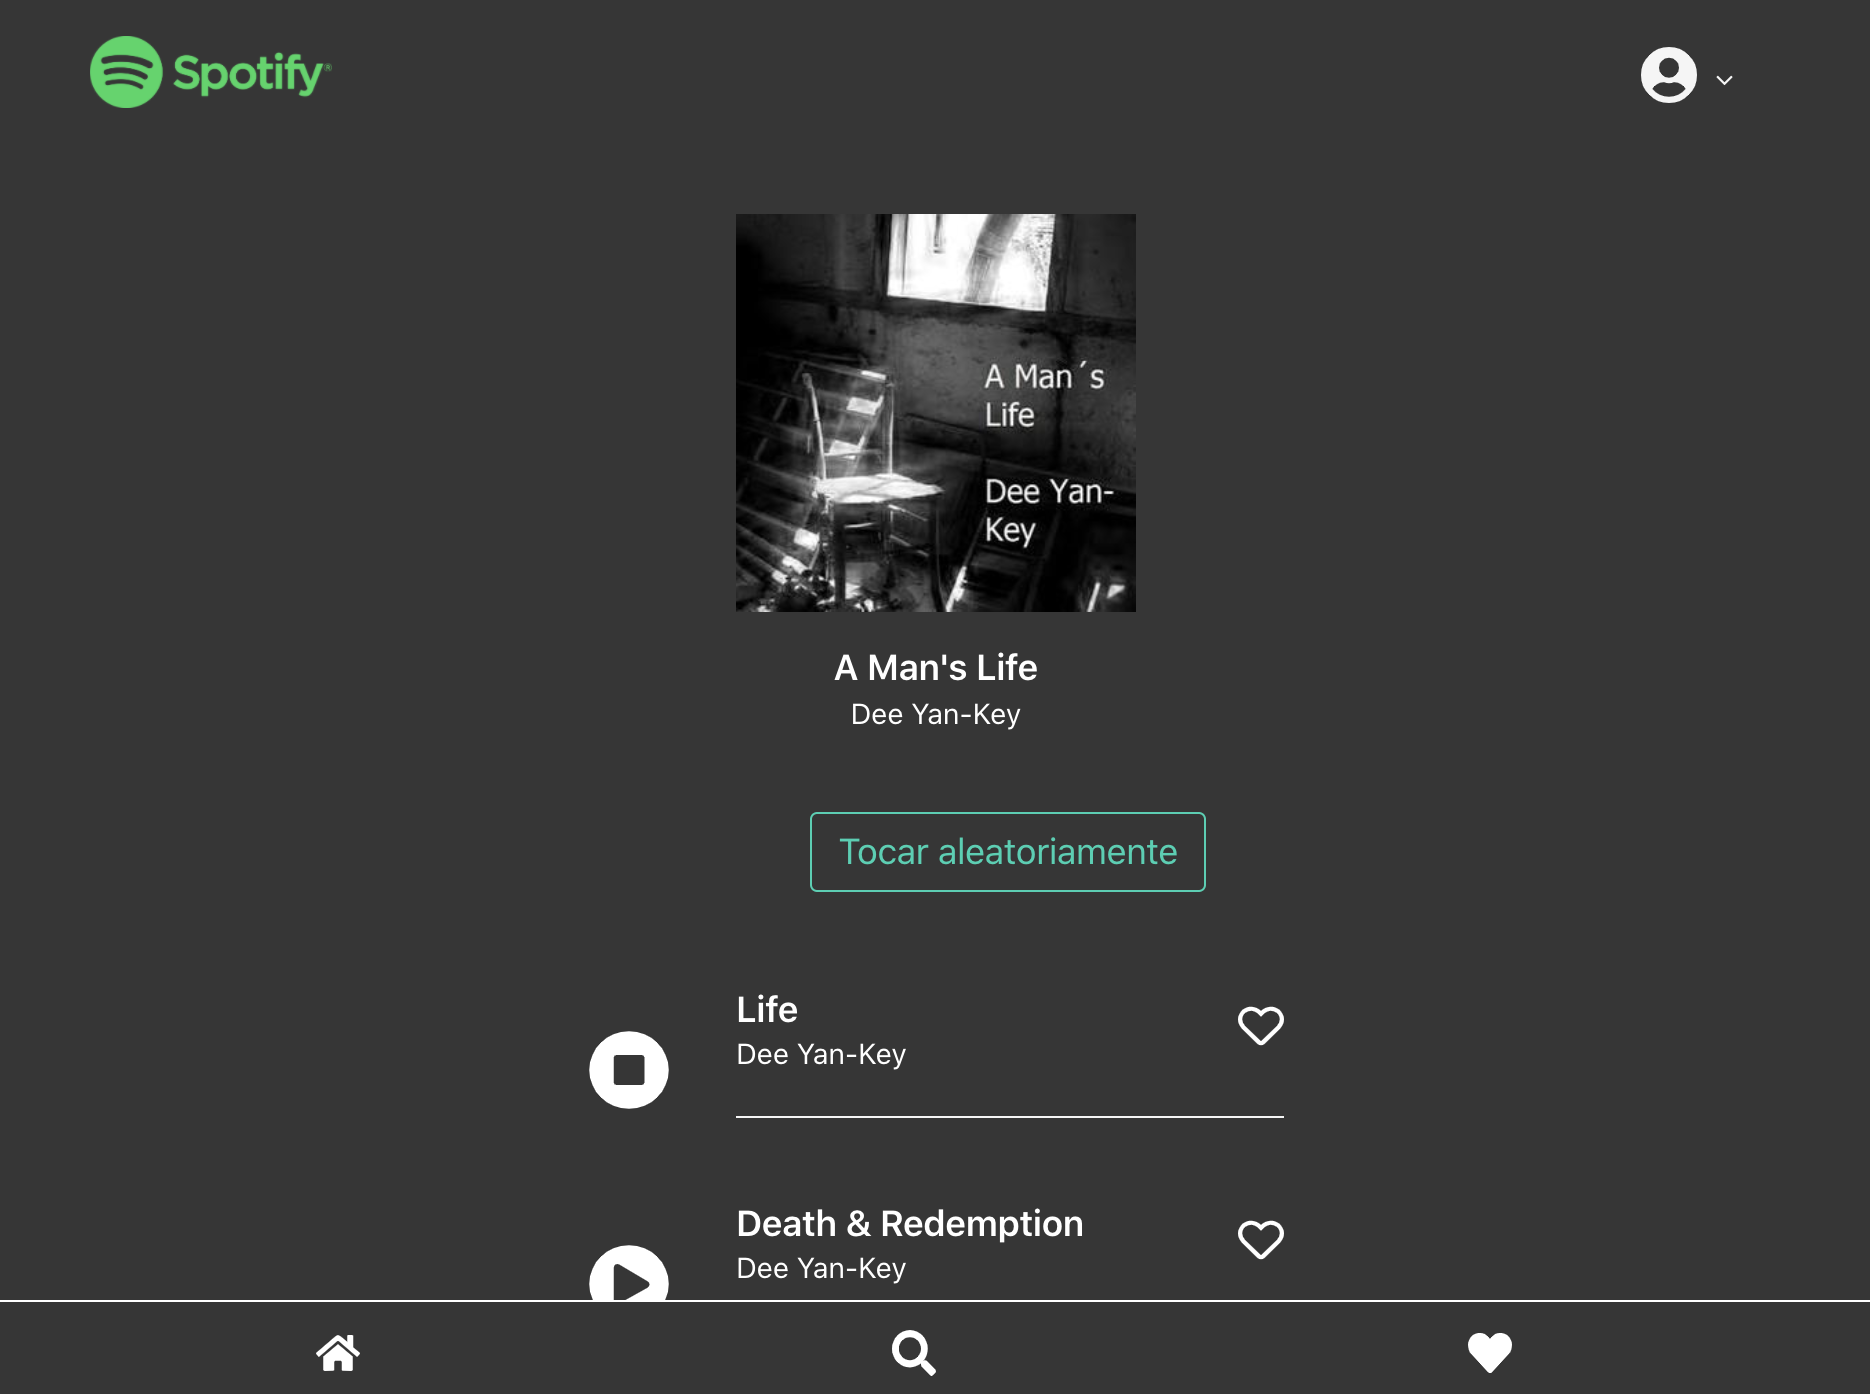 Spotify®
A Man´s
Life
Dee Yan-
Key
A Man's Life
Dee Yan-Key
Tocar aleatoriamente
Life
Dee Yan-Key
Death & Redemption
Dee Yan-Key